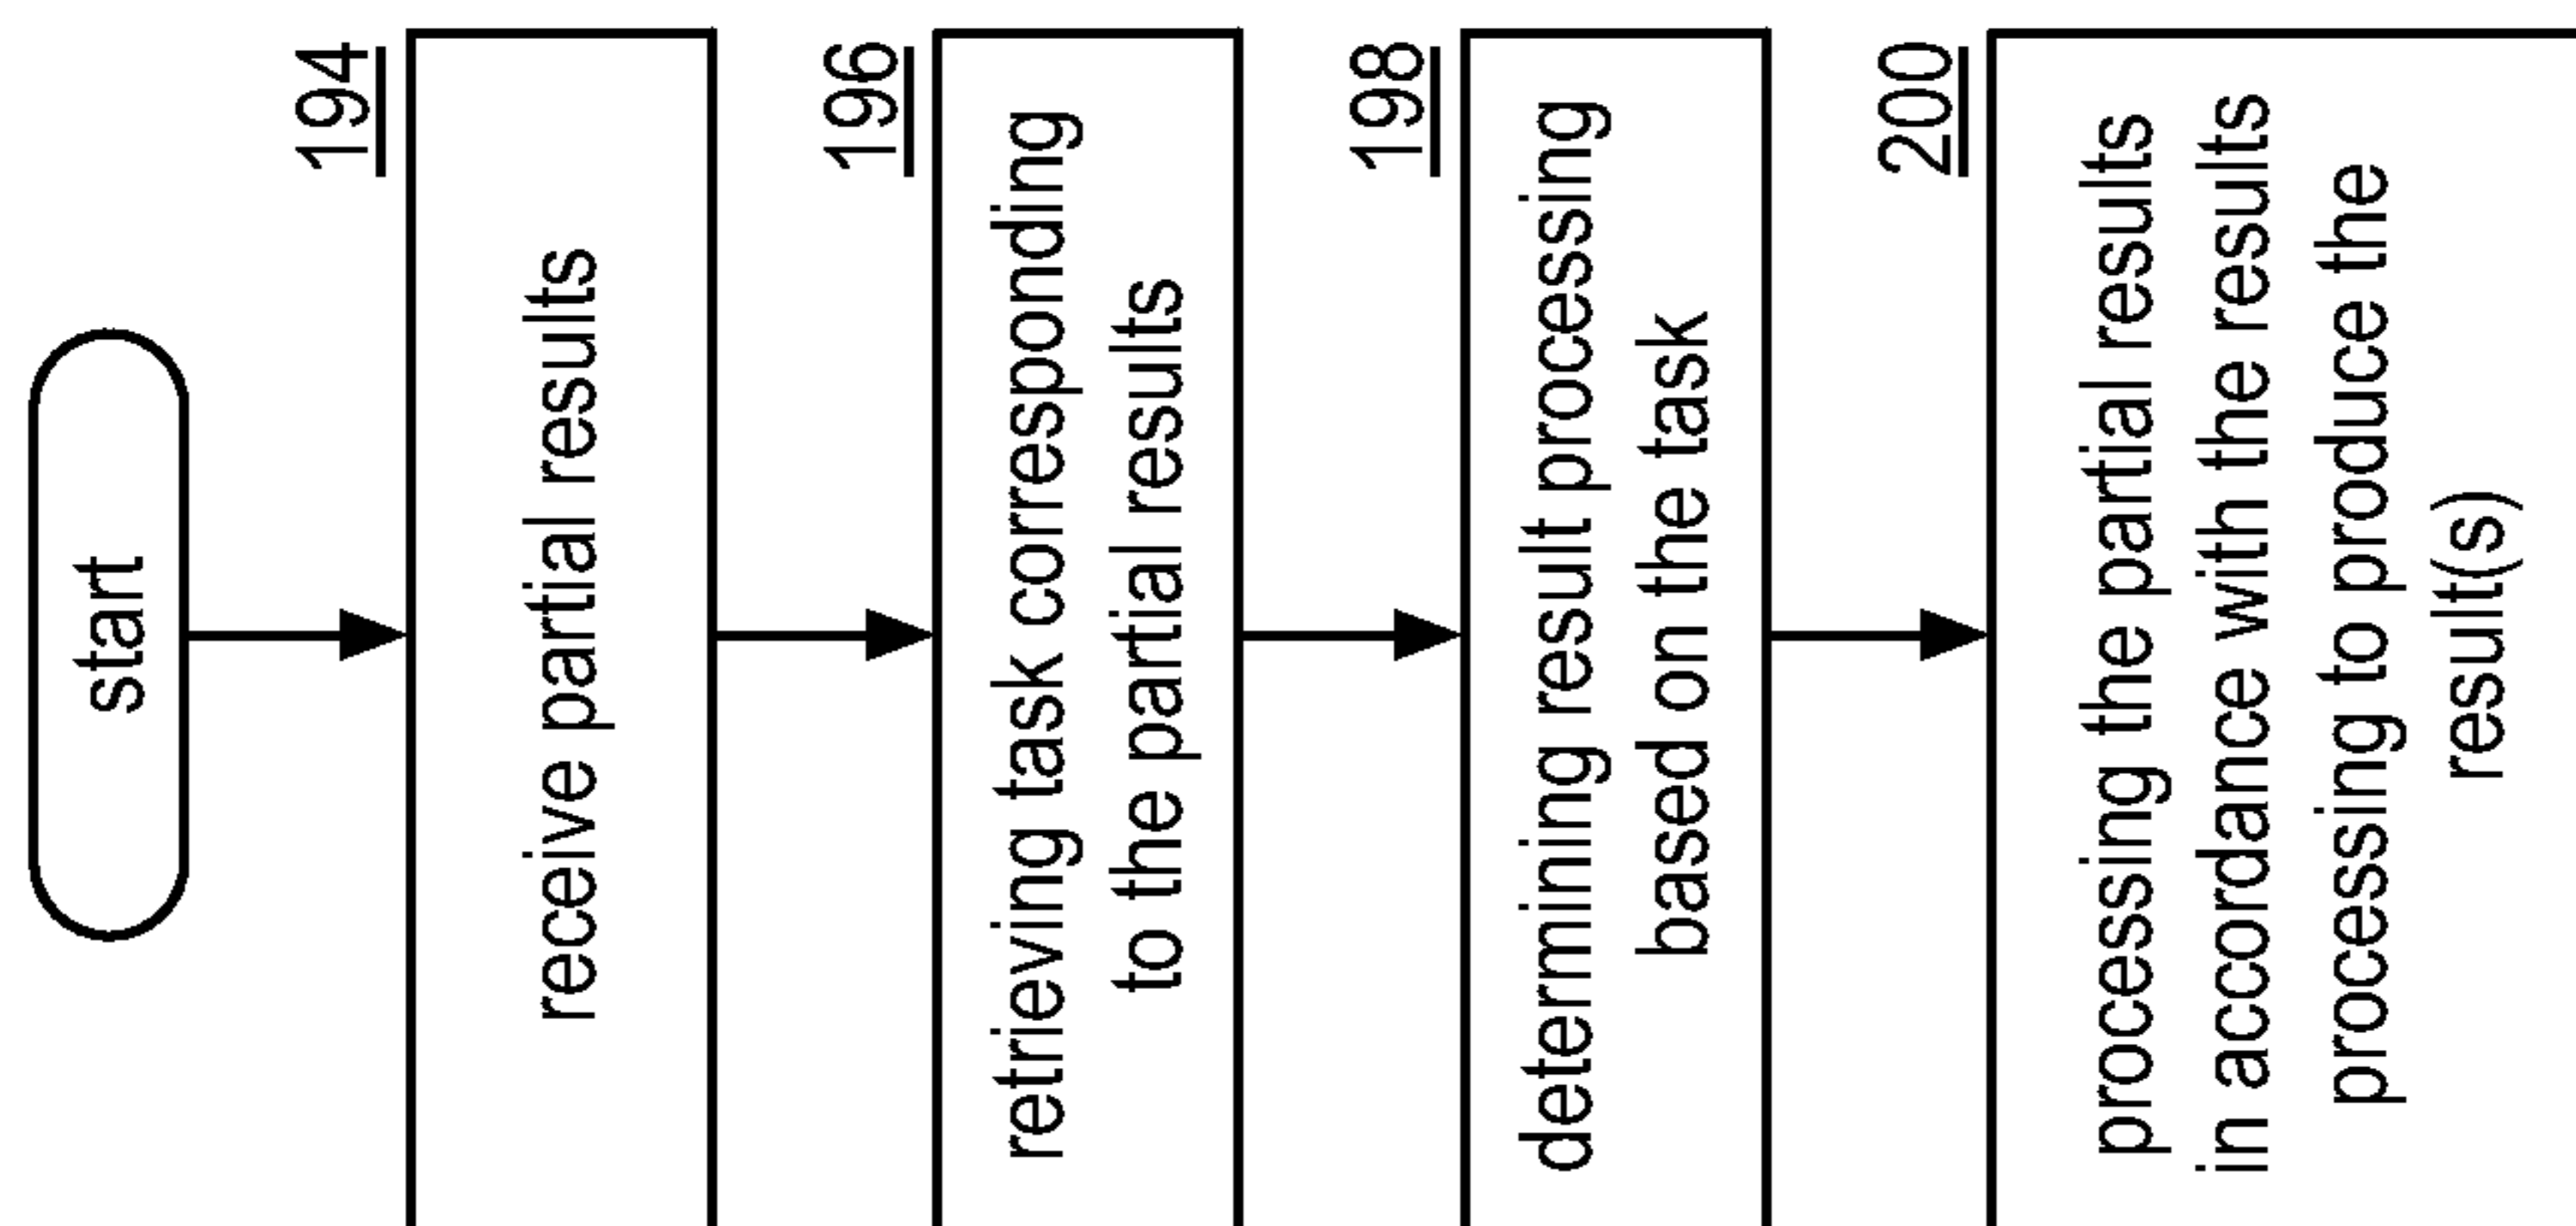 start
194
receive partial results
196
retrieving task corresponding
to the partial results
198
determining result processing
based on the task
200
processing the partial results
in accordance with the results
processing to produce the
result(s)